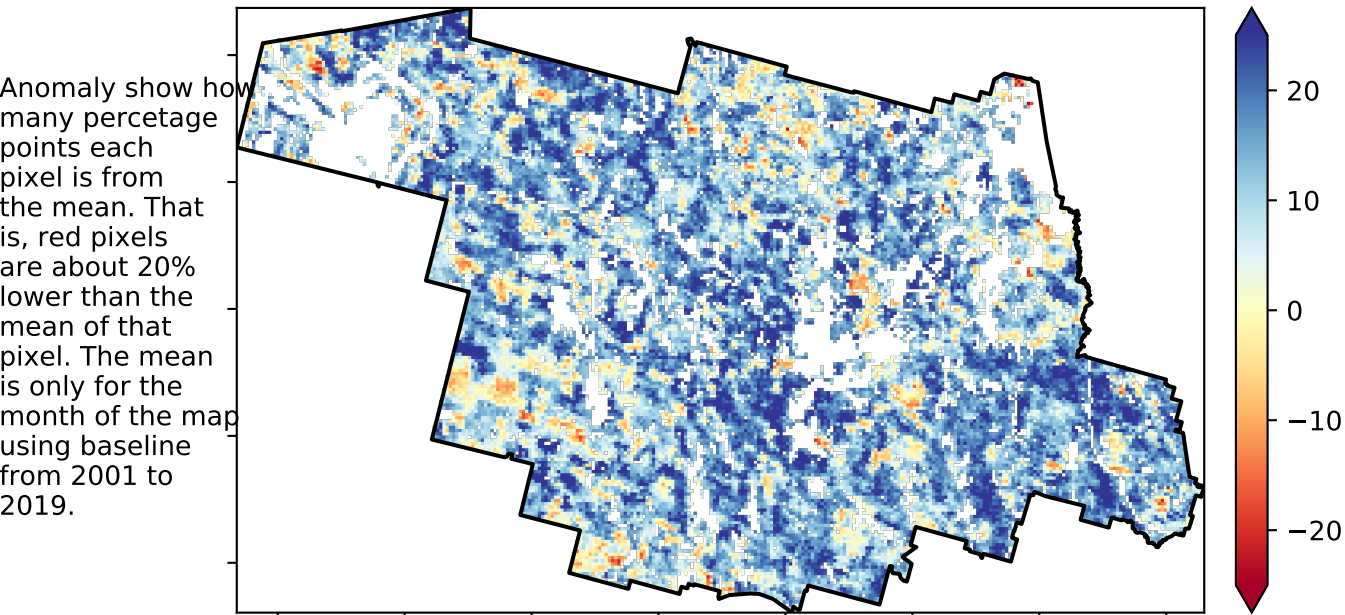 Anomaly show how
many percetage
points each
pixel is from
the mean. That
is, red pixels
are about 20%
lower than the
mean of that
pixel. The mean
is only for the
month of the map
using baseline
from 2001 to
2019.
20
10
0
−10
−20